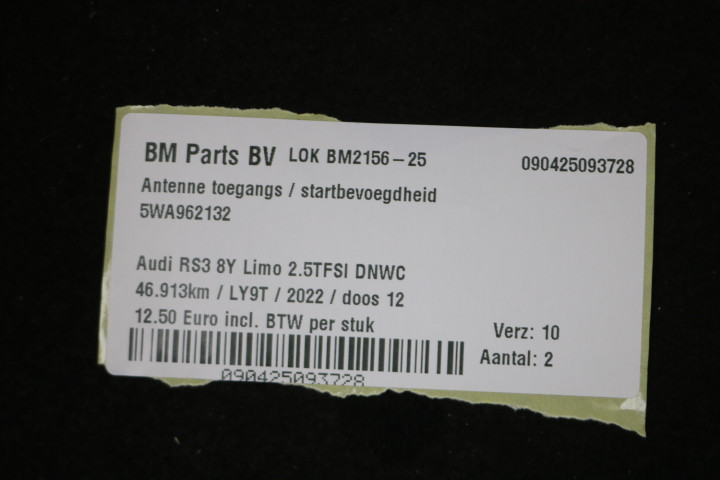 BM Parts BV LOK BM2156-25 090425093728
Antenne toegangs / startbevoegdheid
5WA962132
Audi RS3 8Y Limo 2.5TFSI DNWC
46.913km / LY9T / 2022 / doos 12
12.50 Euro incl. BTW per stuk
Verz: 10
Aantal: 2
090425093728